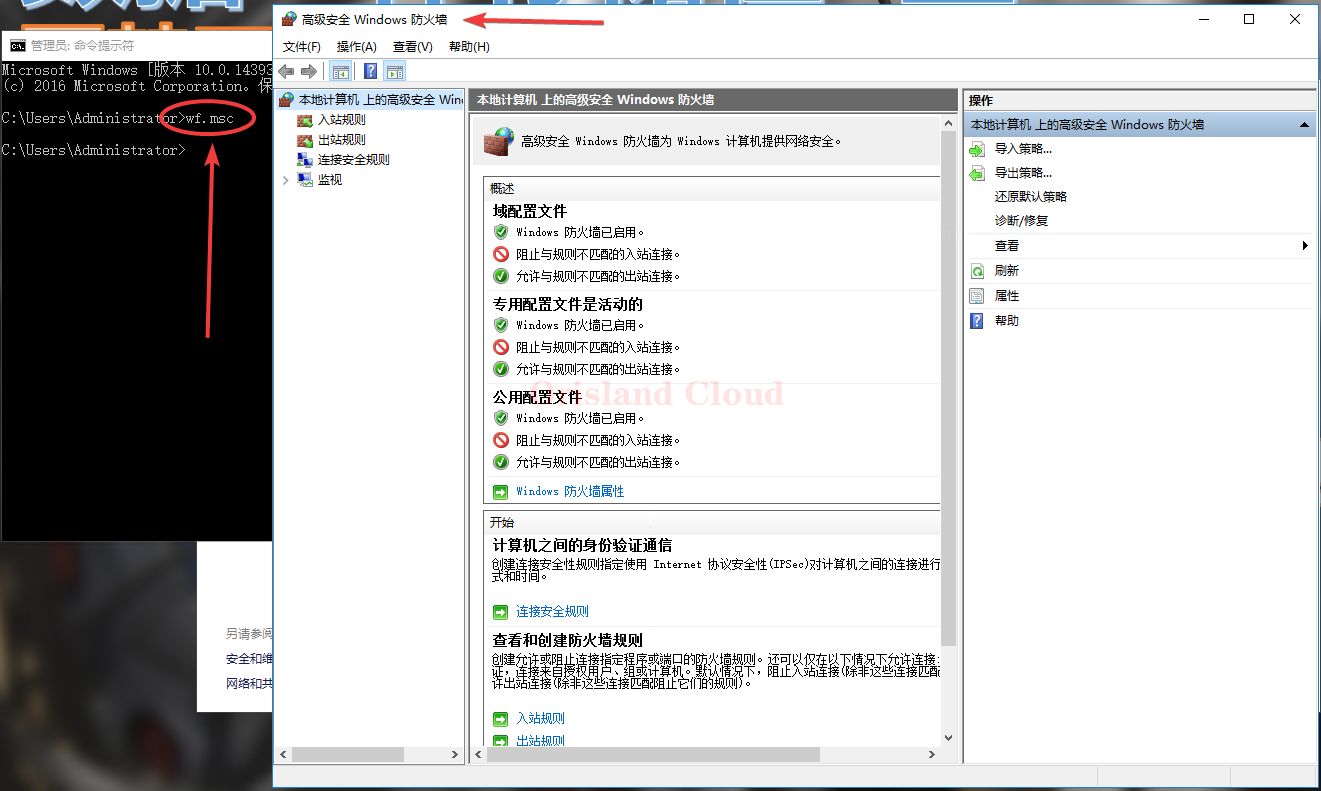 高级安全 Windows 防火墙
文件(F) 操作(A) 查看(V) 帮助(H)
管理员: 命令提示符
Microsoft Windows [版本 10.0.14393
(c) 2016 Microsoft Corporation。保
C:\Users\Administrator>wf.msc
C:\Users\Administrator>
另请参阅
安全和维
网络和共
本地计算机 上的高级安全 Win
入站规则
出站规则
连接安全规则
监视
本地计算机 上的高级安全 Windows 防火墙
高级安全 Windows 防火墙为 Windows 计算机提供网络安全。
概述
域配置文件
Windows 防火墙已启用。
阻止与规则不匹配的入站连接。
允许与规则不匹配的出站连接。
专用配置文件是活动的
Windows 防火墙已启用。
阻止与规则不匹配的入站连接。
允许与规则不匹配的出站连接。
Orisland Cloud
公用配置文件
Windows 防火墙已启用。
阻止与规则不匹配的入站连接。
允许与规则不匹配的出站连接。
Windows 防火墙属性
开始
计算机之间的身份验证通信
创建连接安全性规则指定使用 Internet 协议安全性(IPSec)对计算机之间的连接进行
式和时间。
连接安全规则
查看和创建防火墙规则
创建允许或阻止连接指定程序或端口的防火墙规则。还可以仅在以下情况下允许连接:
证，连接来自授权用户、组或计算机。默认情况下，阻止入站连接(除非这些连接匹配
许出站连接(除非这些连接匹配阻止它们的规则)。
入站规则
出站规则
操作
本地计算机 上的高级安全 Windows 防火墙
导入策略...
导出策略...
还原默认策略
诊断/修复
查看
刷新
属性
帮助